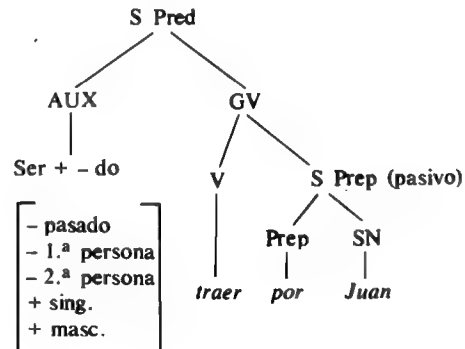 S Pred
AUX GV
Ser + – do V S Prep (pasivo)
– pasado
– 1.ª persona Prep SN
– 2.ª persona
+ sing. traer por Juan
+ masc.